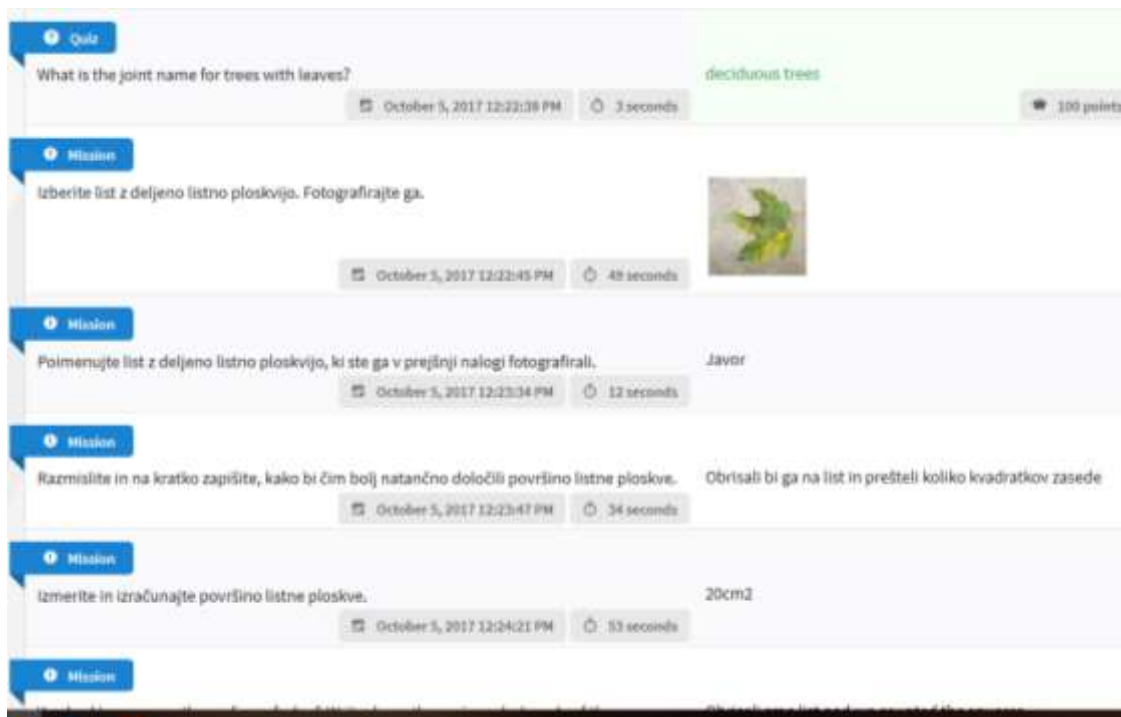 Quiz
What is the joint name for trees with leaves?
deciduous trees
October 5, 2017 12:22:38 PM
3 seconds
100 points
Mission
Izberite list z deljeno listno ploskvijo. Fotografirajte ga.
October 5, 2017 12:22:45 PM
49 seconds
Mission
Poimenujte list z deljeno listno ploskvijo, ki ste ga v prejšnji nalogi fotografirali.
Javor
October 5, 2017 12:23:34 PM
12 seconds
Mission
Razmislite in na kratko zapišite, kako bi čim bolj natančno določili površino listne ploskve.
Obrisali bi ga na list in prešteli koliko kvadratkov zasede
October 5, 2017 12:23:47 PM
34 seconds
Mission
Izmerite in izračunajte površino listne ploskve.
20cm2
October 5, 2017 12:24:21 PM
53 seconds
Mission